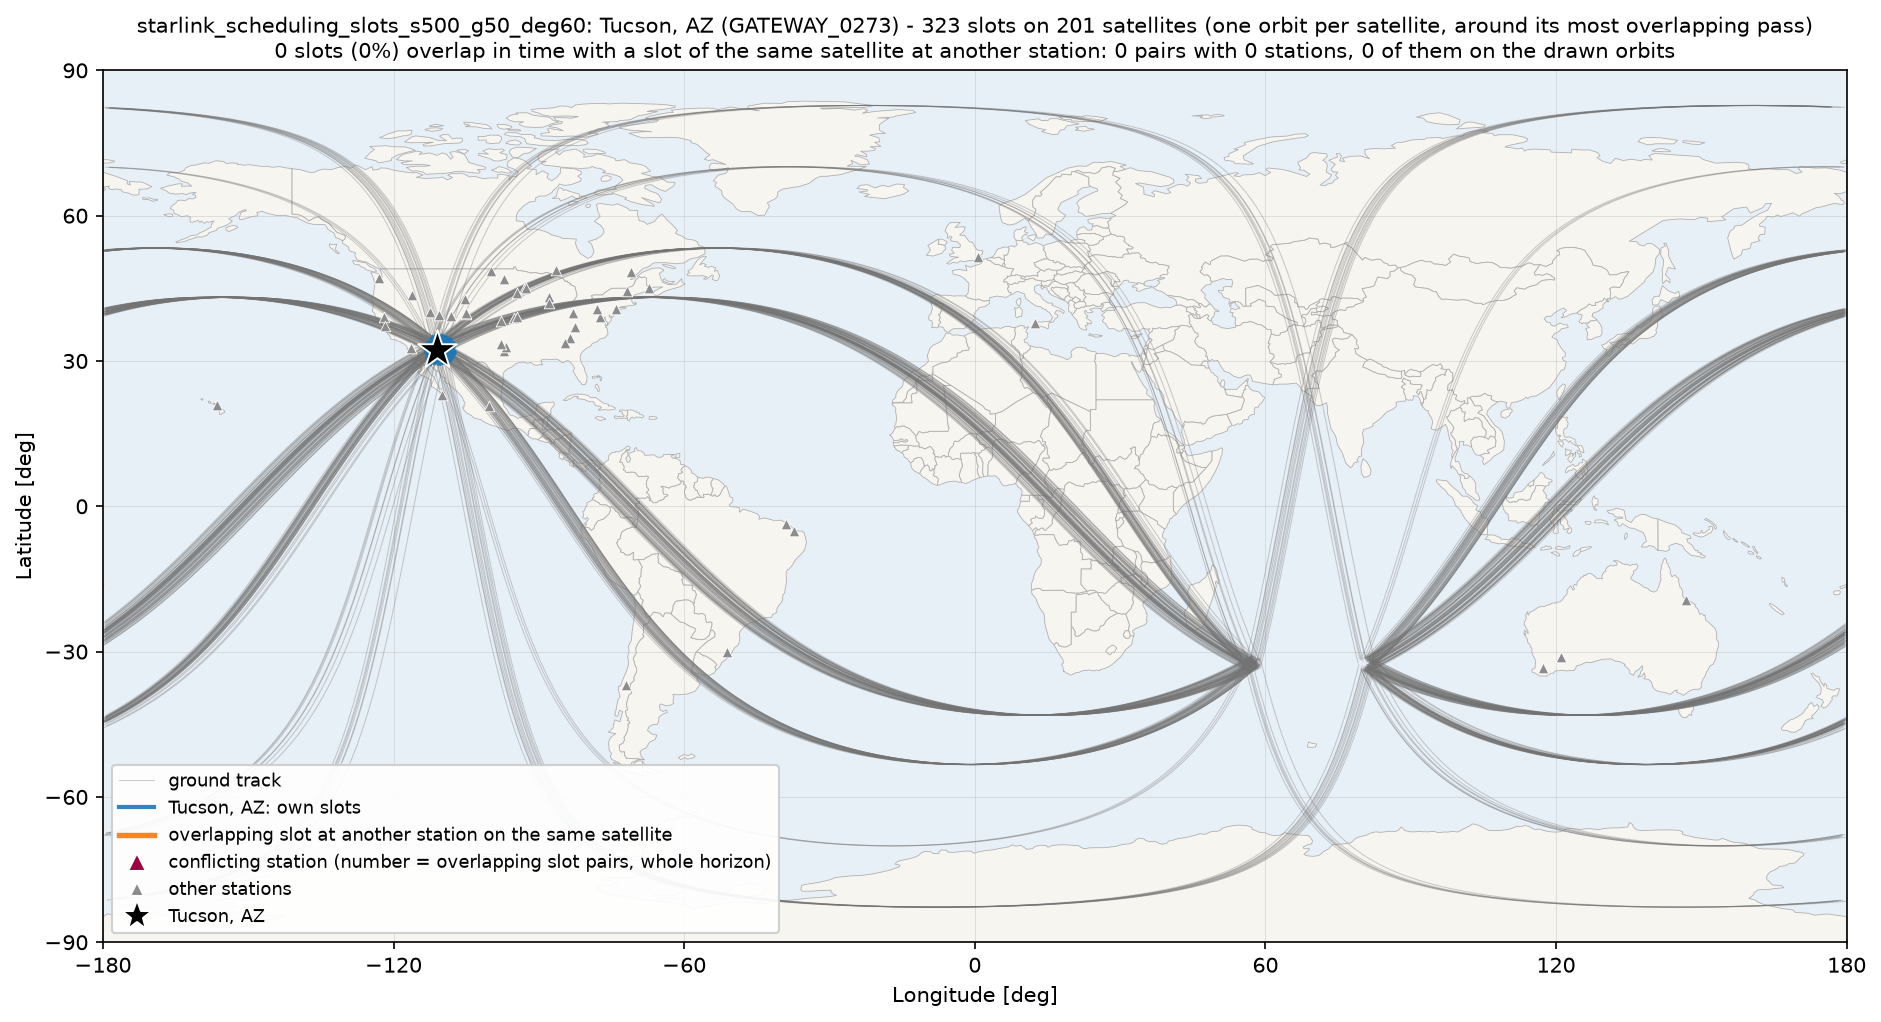 starlink_scheduling_slots_s500_g50_deg60: Tucson, AZ (GATEWAY_0273) - 323 slots on 201 satellites (one orbit per satellite, around its most overlapping pass)
0 slots (0%) overlap in time with a slot of the same satellite at another station: 0 pairs with 0 stations, 0 of them on the drawn orbits
90
60
30
0
−30
−60
−90
Latitude [deg]
ground track
Tucson, AZ: own slots
overlapping slot at another station on the same satellite
conflicting station (number = overlapping slot pairs, whole horizon)
other stations
Tucson, AZ
−180
−120
−60
0
60
120
180
Longitude [deg]